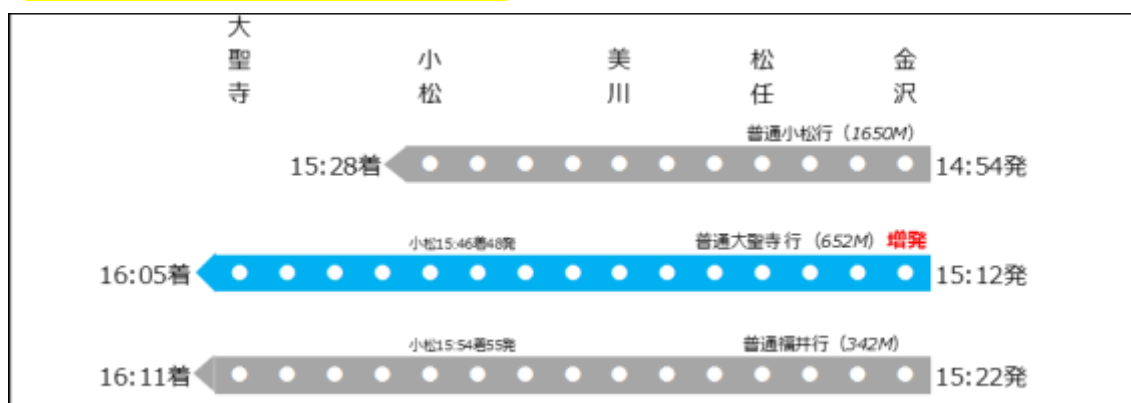 大聖寺
小松
美川
松任
金沢
普通小松行（1650M）
15:28着
14:54発
小松15:46着48発
普通大聖寺行（652M） 増発
16:05着
15:12発
小松15:54着55発
普通福井行（342M）
16:11着
15:22発